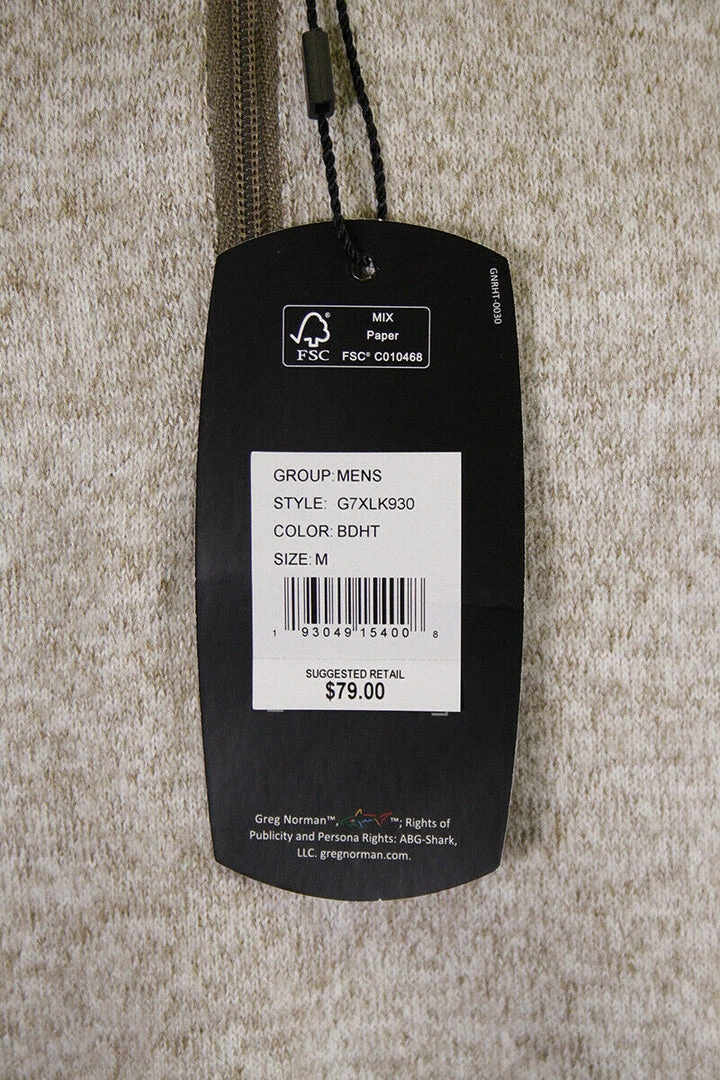 GNRHT-0030
MIX
Paper
FSC® C010468
FSC
®
GROUP: MENS
STYLE: G7XLK930
COLOR: BDHT
SIZE: M
1 93049 15400 8
SUGGESTED RETAIL
$79.00
Greg Norman™, ™; Rights of
Publicity and Persona Rights: ABG-Shark,
LLC. gregnorman.com.